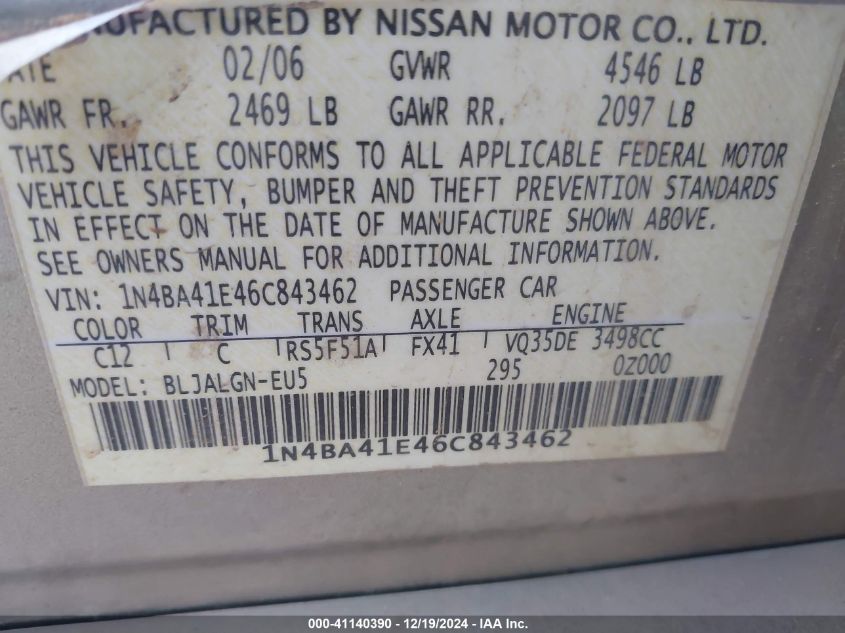 MANUFACTURED BY NISSAN MOTOR CO., LTD.
DATE 02/06 GVWR 4546 LB
GAWR FR. 2469 LB GAWR RR. 2097 LB
THIS VEHICLE CONFORMS TO ALL APPLICABLE FEDERAL MOTOR
VEHICLE SAFETY, BUMPER AND THEFT PREVENTION STANDARDS
IN EFFECT ON THE DATE OF MANUFACTURE SHOWN ABOVE.
SEE OWNERS MANUAL FOR ADDITIONAL INFORMATION.
VIN: 1N4BA41E46C843462 PASSENGER CAR
COLOR TRIM TRANS AXLE ENGINE
C12 C RS5F51A FX41 VQ35DE 3498CC
295 0Z000
MODEL: BLJALGN-EU5
1N4BA41E46C843462
000-41140390 - 12/19/2024 - IAA Inc.